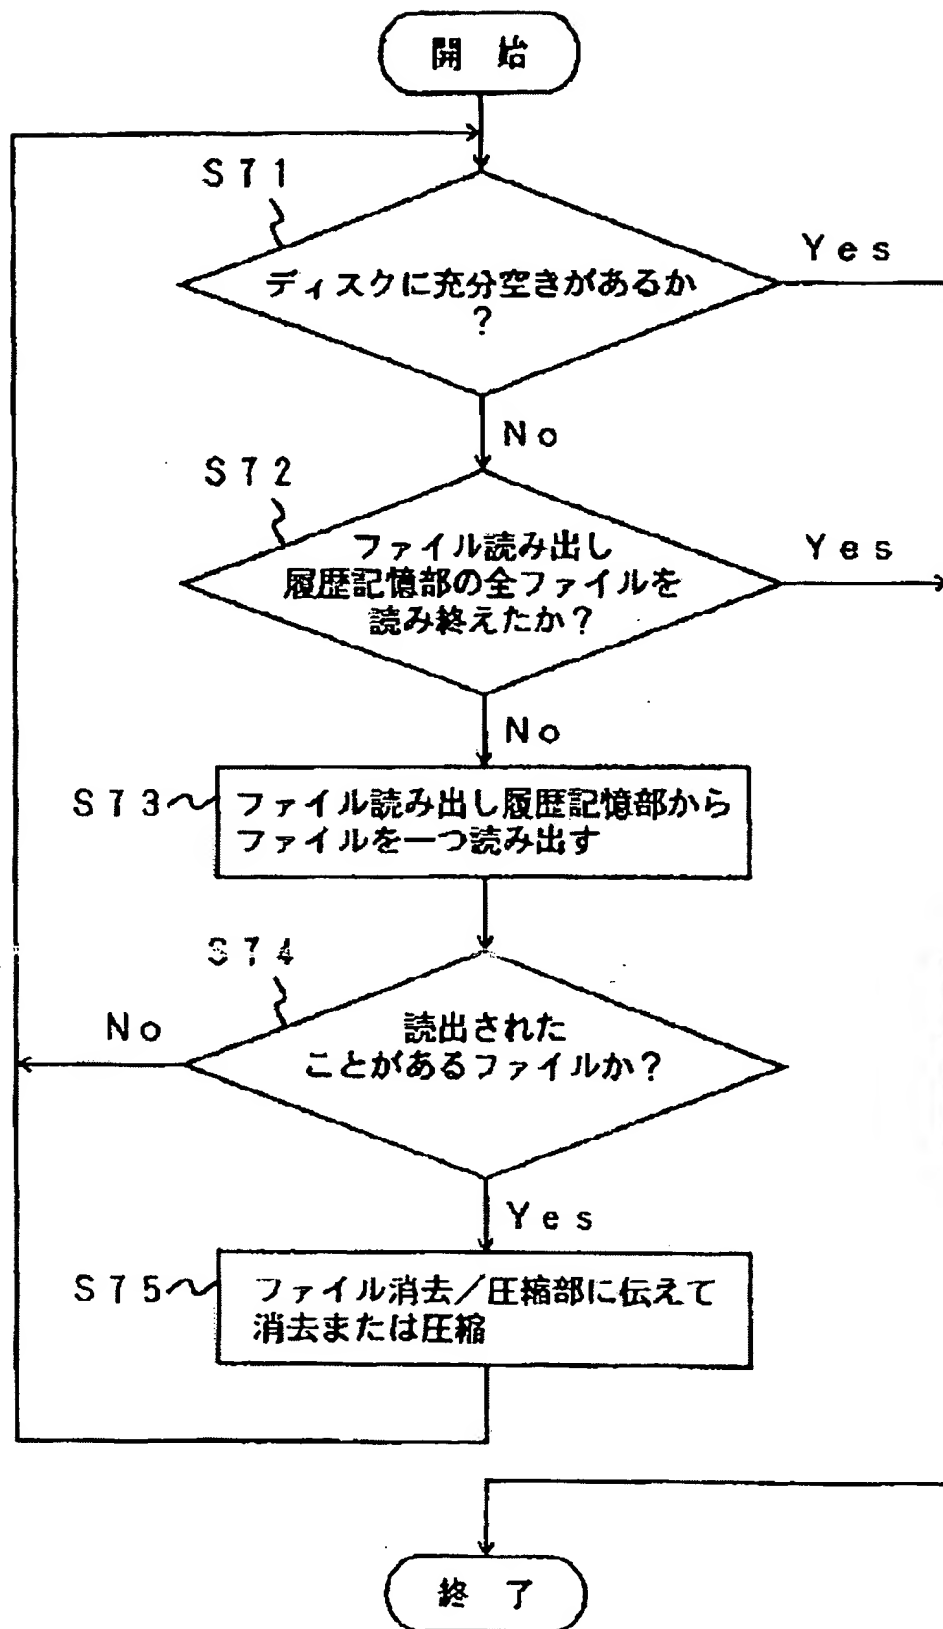 開 始
S71
Yes
ディスクに充分空きがあるか
?
No
S72
Yes
ファイル読み出し
履歴記憶部の全ファイルを
読み終えたか?
No
S73
ファイル読み出し履歴記憶部から
ファイルを一つ読み出す
S74
No
読出された
ことがあるファイルか?
Yes
S75
ファイル消去/圧縮部に伝えて
消去または圧縮
終 了